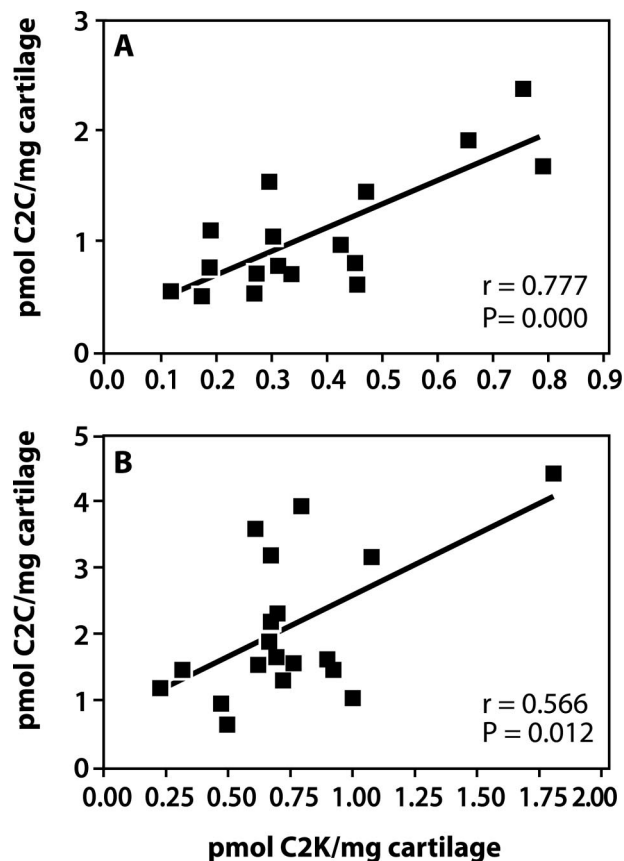 A
pmol C2C/mg cartilage
3
2
1
0
r = 0.777
P= 0.000
0.0 0.1 0.2 0.3 0.4 0.5 0.6 0.7 0.8 0.9
B
pmol C2C/mg cartilage
5
4
3
2
1
0
r = 0.566
P = 0.012
0.00 0.25 0.50 0.75 1.00 1.25 1.50 1.75 2.00
pmol C2K/mg cartilage